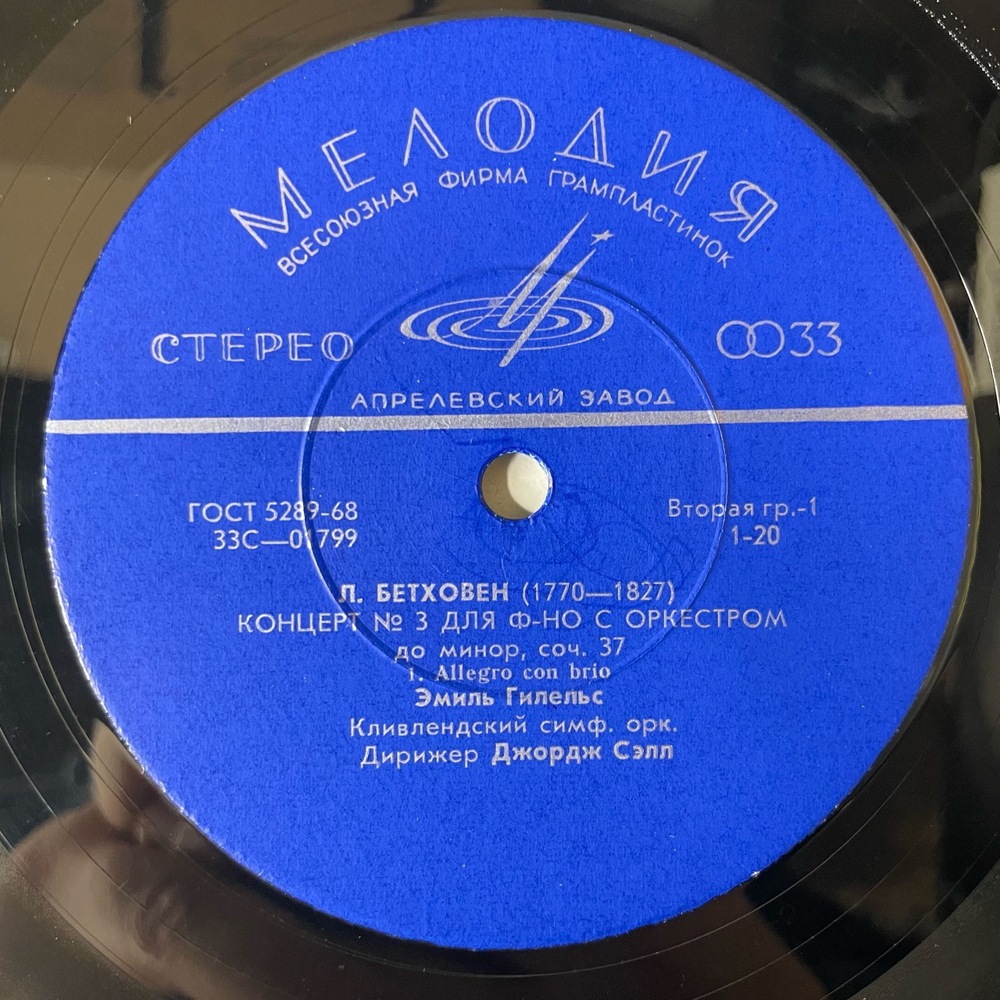 МЕЛОДИЯ
ВСЕСОЮЗНАЯ ФИРМА ГРАМПЛАСТИНОК
СТЕРЕО
33
АПРЕЛЕВСКИЙ ЗАВОД
ГОСТ 5289-68
Вторая гр.-1
33С—01799
1-20
Л. БЕТХОВЕН (1770—1827)
КОНЦЕРТ № 3 ДЛЯ Ф-НО С ОРКЕСТРОМ
до минор, соч. 37
1. Allegro con brio
Эмиль Гилельс
Кливлендский симф. орк.
Дирижер Джордж Сэлл